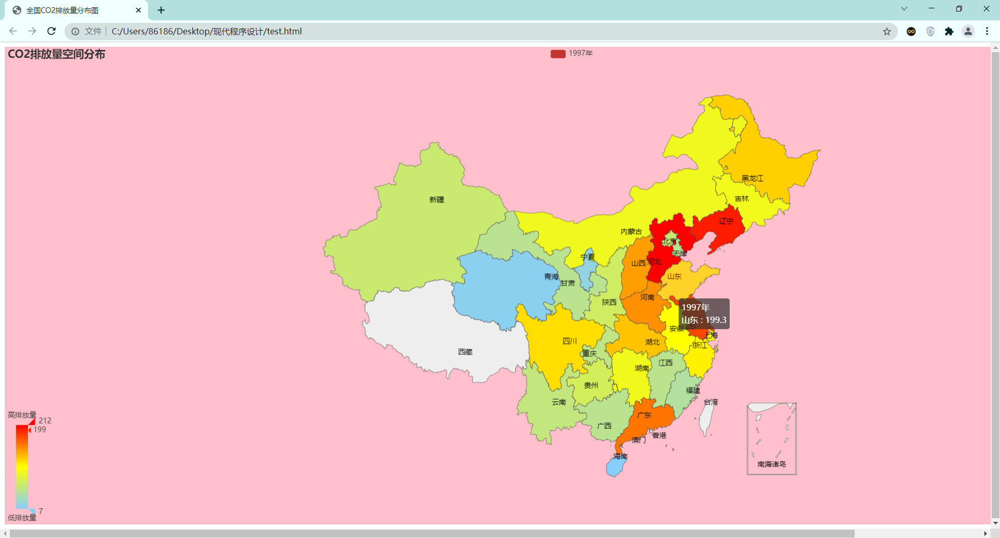 全国CO2排放量分布图
文件
C:/Users/86186/Desktop/现代程序设计/test.html
CO2排放量空间分布
1997年
黑龙江
吉林
新疆
辽宁
内蒙古
北京
天津
宁夏
山西
河北
青海
山东
甘肃
河南
陕西
1997年
山东 : 199.3
安徽
上海
四川
湖北
浙江
西藏
重庆
江西
湖南
贵州
福建
云南
台湾
广东
广西
香港
澳门
海南
南海诸岛
高排放量
212
199
7
低排放量